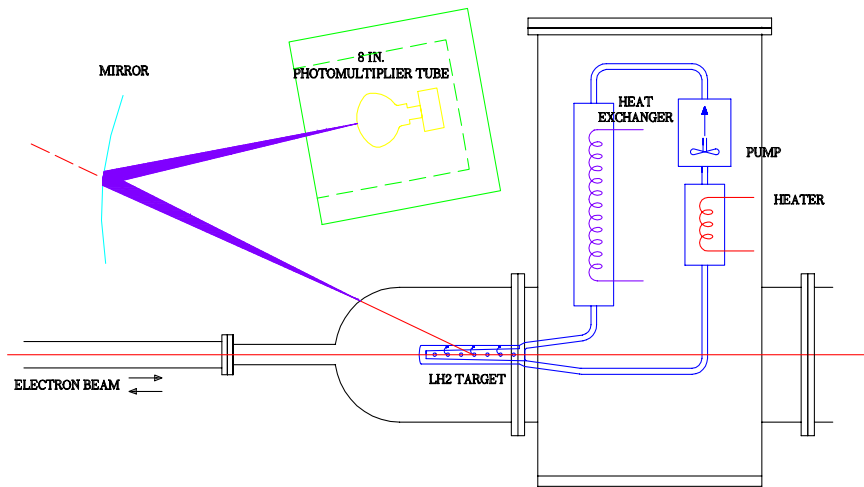 8 IN.
PHOTOMULTIPLIER TUBE
MIRROR
HEAT
EXCHANGER
PUMP
HEATER
LH2 TARGET
ELECTRON BEAM